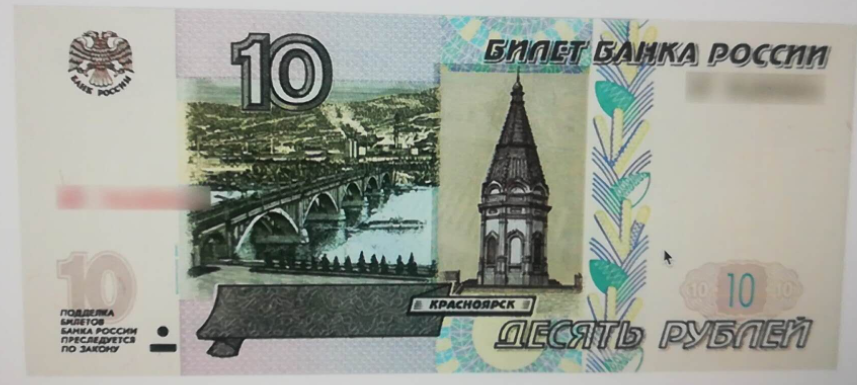 БАНК РОССИИ
10
БИЛЕТ БАНКА РОССИИ
10
ПОДДЕЛКА
БИЛЕТОВ
БАНКА РОССИИ
ПРЕСЛЕДУЕТСЯ
ПО ЗАКОНУ
КРАСНОЯРСК
10 10 10
ДЕСЯТЬ РУБЛЕЙ